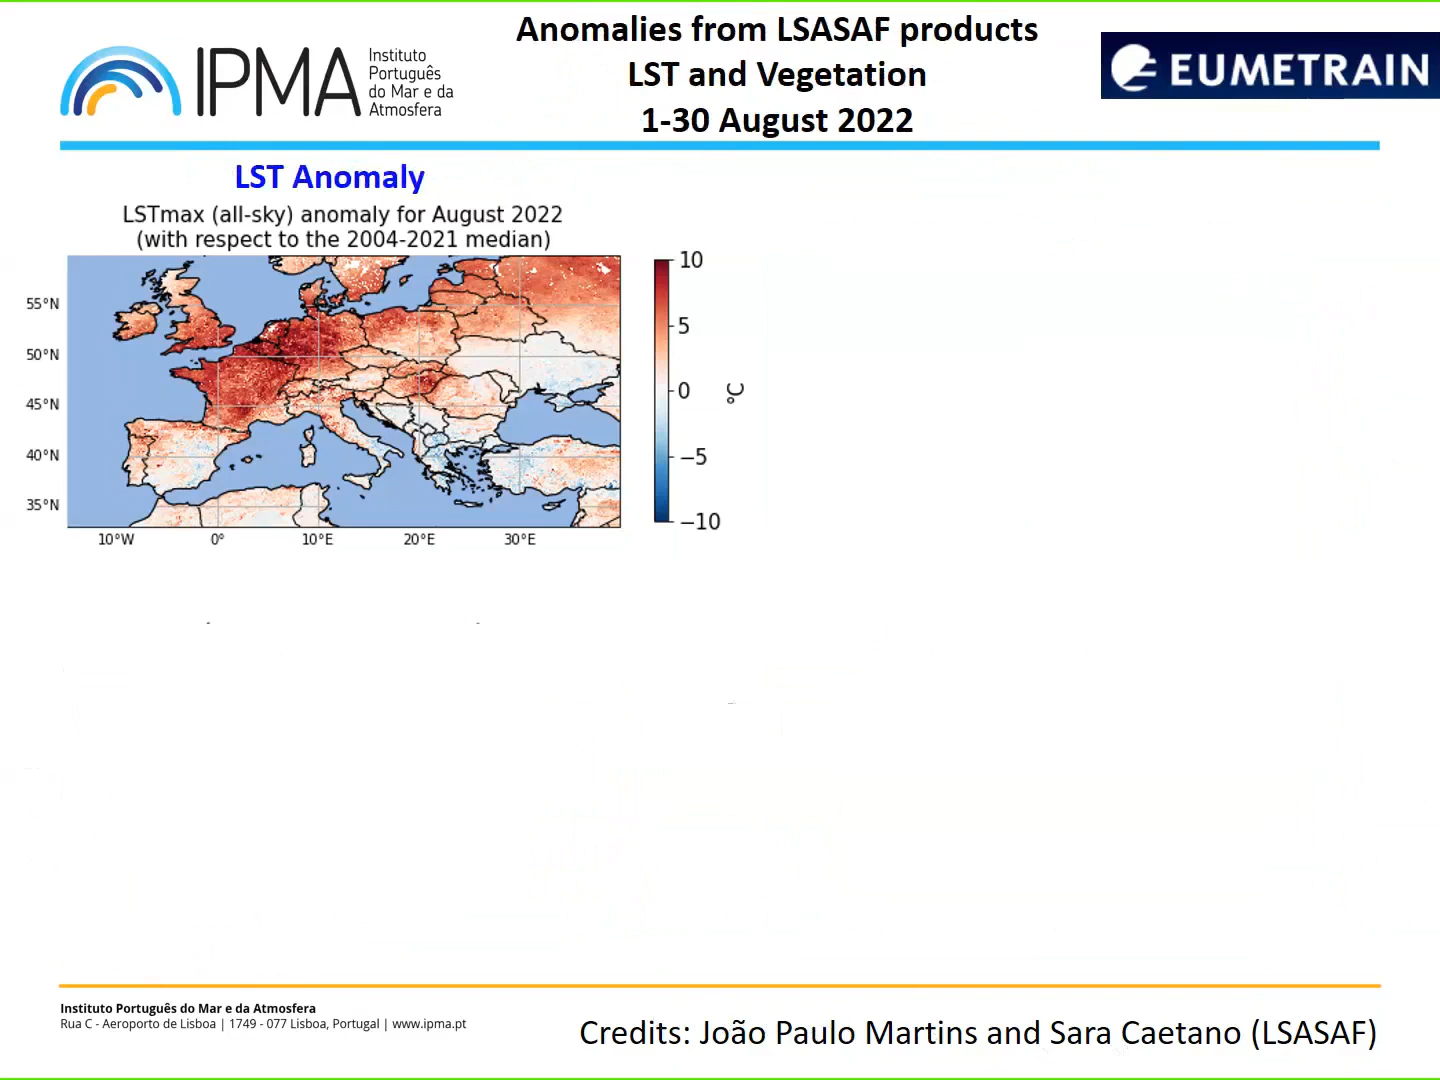 IPMA
Instituto
Português
do Mar e da
Atmosfera
Anomalies from LSASAF products
LST and Vegetation
1-30 August 2022
EUMETRAIN
LST Anomaly
LSTmax (all-sky) anomaly for August 2022
(with respect to the 2004-2021 median)
55°N
50°N
45°N
40°N
35°N
10°W 0° 10°E 20°E 30°E
10
5
0
−5
−10
°C
Instituto Português do Mar e da Atmosfera
Rua C - Aeroporto de Lisboa | 1749 - 077 Lisboa, Portugal | www.ipma.pt
Credits: João Paulo Martins and Sara Caetano (LSASAF)